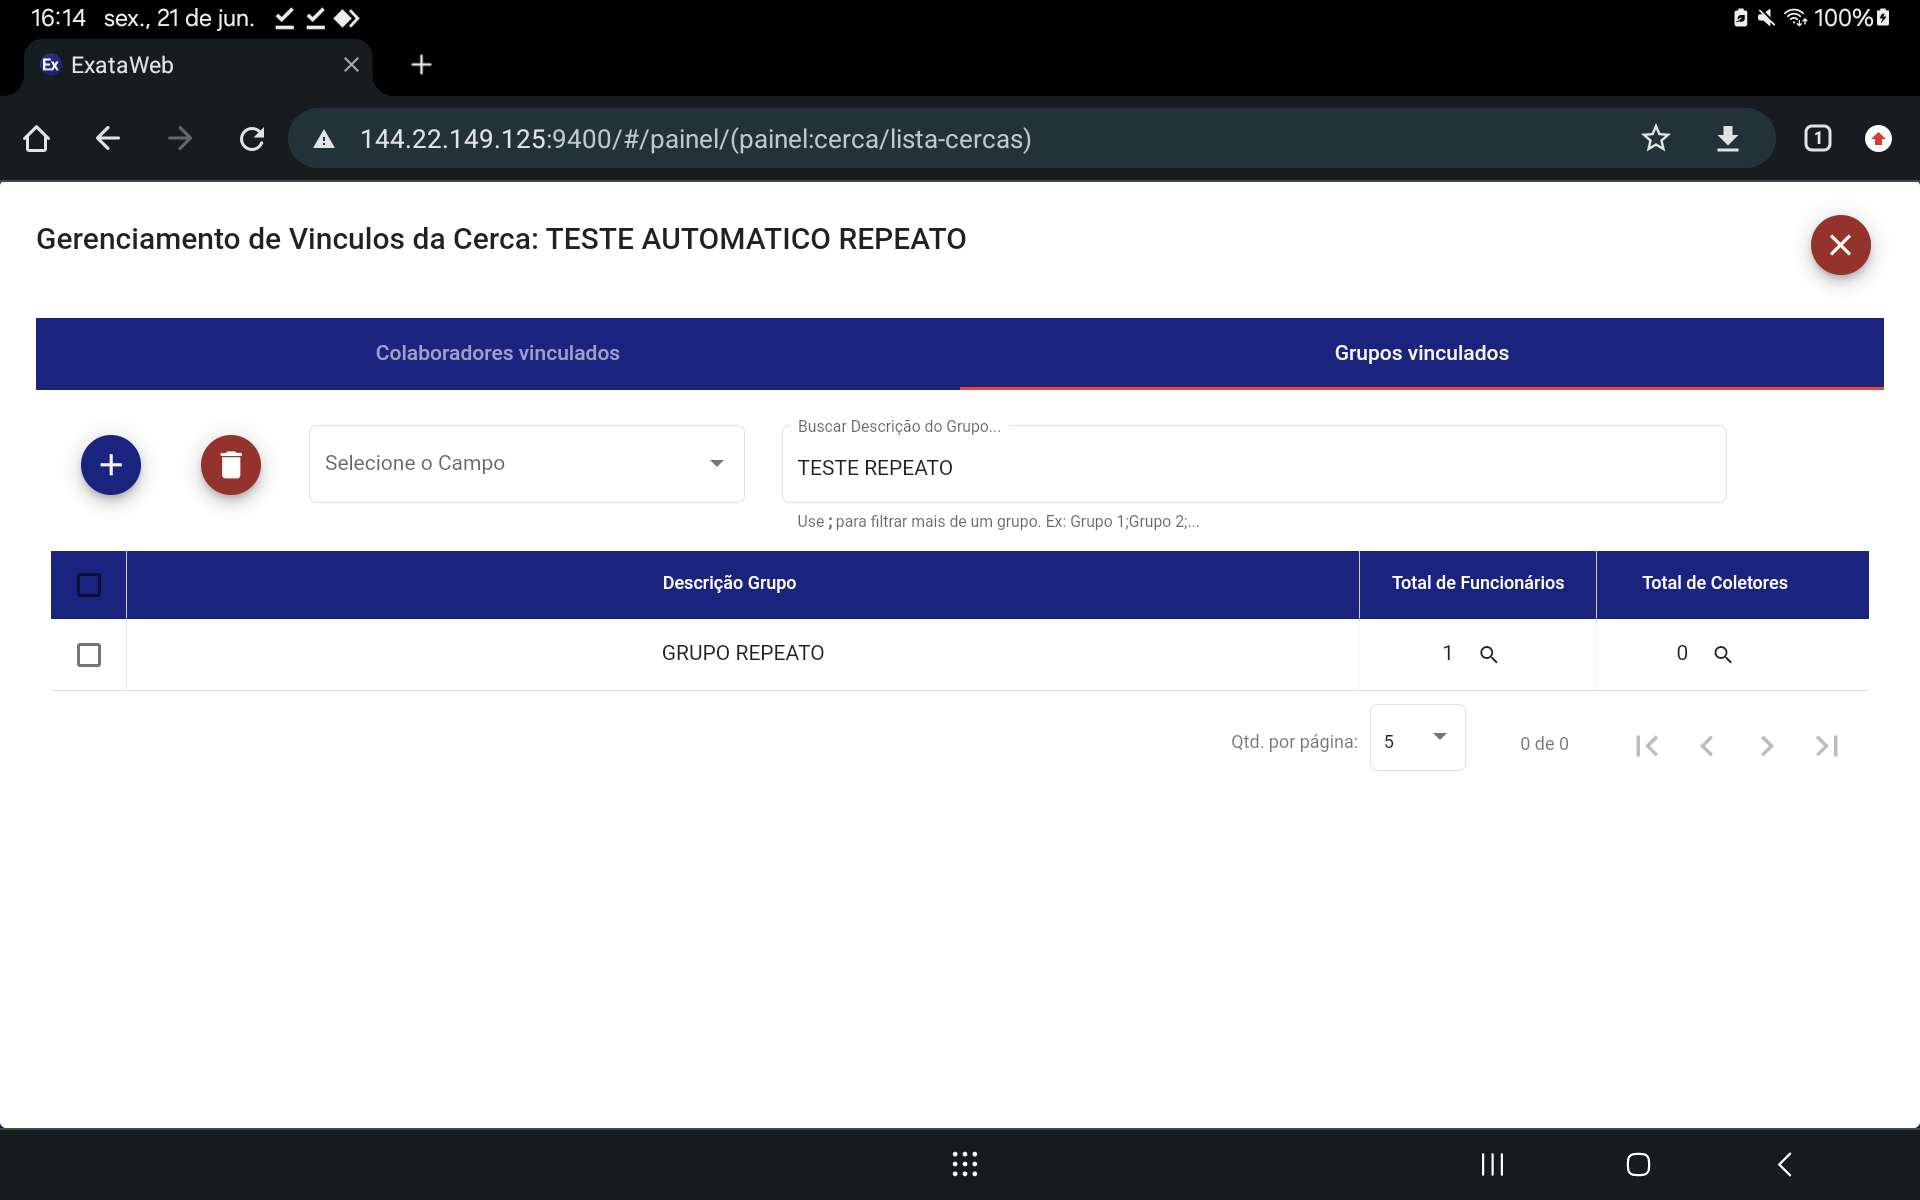 16:14 sex., 21 de jun. 100%
Ex ExataWeb
144.22.149.125:9400/#/painel/(painel:cerca/lista-cercas) 1
Gerenciamento de Vinculos da Cerca: TESTE AUTOMATICO REPEATO
Colaboradores vinculados Grupos vinculados
Buscar Descrição do Grupo...
Selecione o Campo TESTE REPEATO
Use ; para filtrar mais de um grupo. Ex: Grupo 1;Grupo 2;...
Descrição Grupo Total de Funcionários Total de Coletores
GRUPO REPEATO 1 0
Qtd. por página: 5 0 de 0